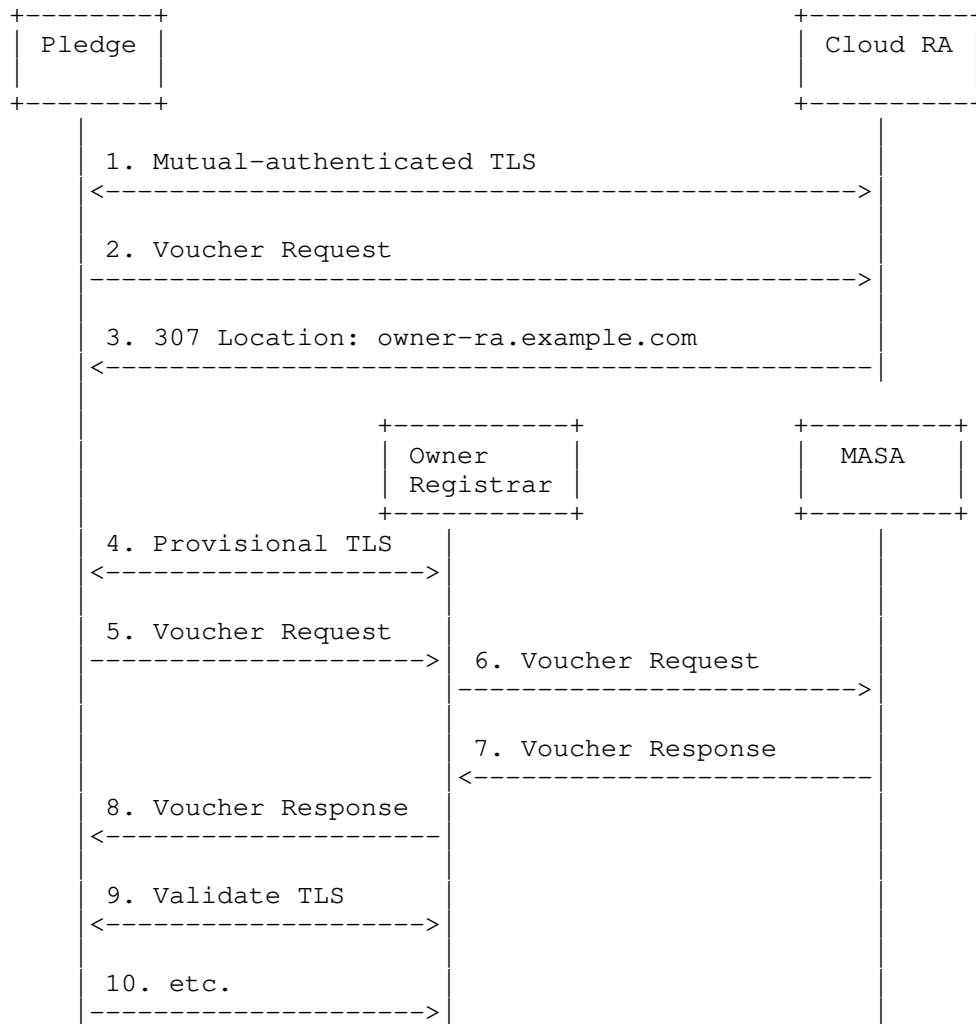 Pledge
Cloud RA
1. Mutual-authenticated TLS
2. Voucher Request
3. 307 Location: owner-ra.example.com
Owner
Registrar
MASA
4. Provisional TLS
5. Voucher Request
6. Voucher Request
7. Voucher Response
8. Voucher Response
9. Validate TLS
10. etc.